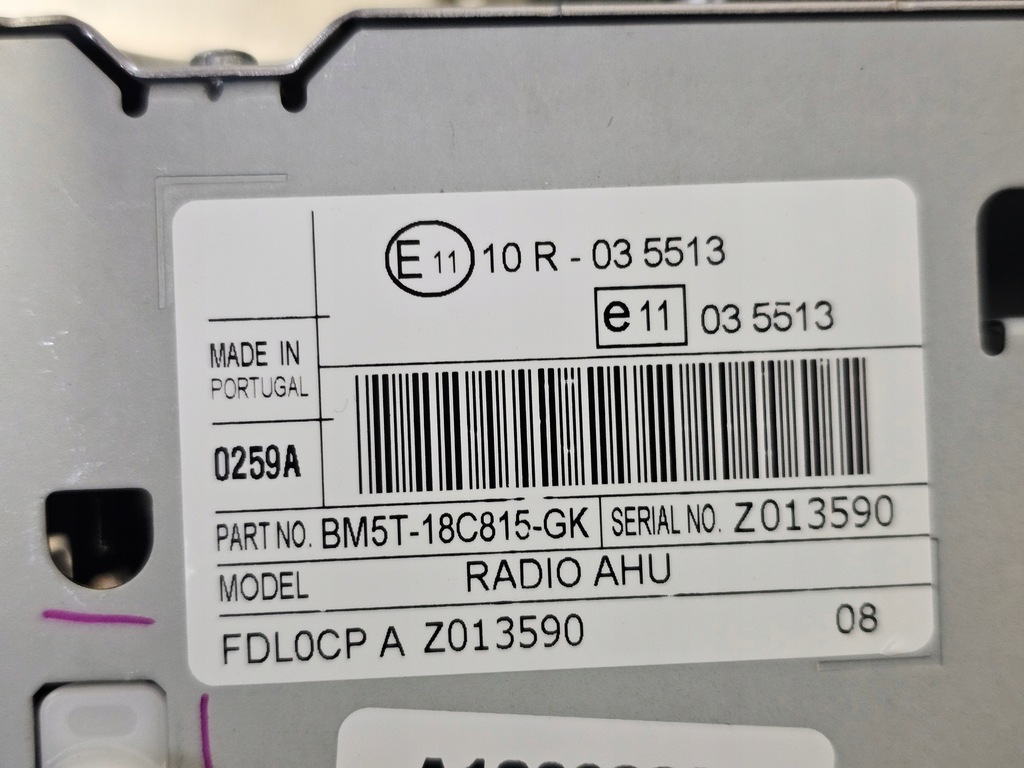 E 11 10 R - 03 5513
e 11 03 5513
MADE IN
PORTUGAL
0259A
PART NO. BM5T-18C815-GK SERIAL NO. Z013590
MODEL RADIO AHU
FDL0CP A Z013590 08